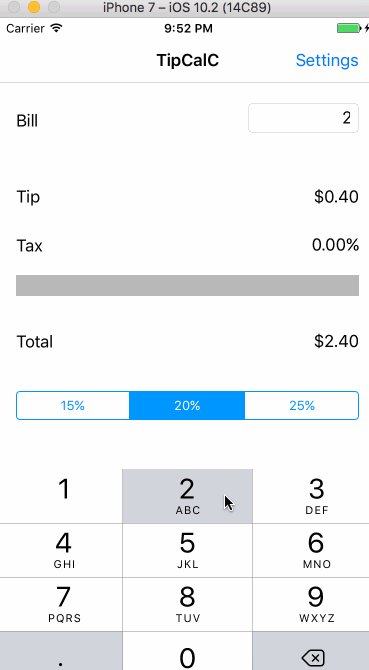 iPhone 7 – iOS 10.2 (14C89)
Carrier 9:52 PM
TipCalC Settings
Bill 2
Tip $0.40
Tax 0.00%
Total $2.40
15% 20% 25%
1 2 3
ABC DEF
4 5 6
GHI JKL MNO
7 8 9
PQRS TUV WXYZ
. 0